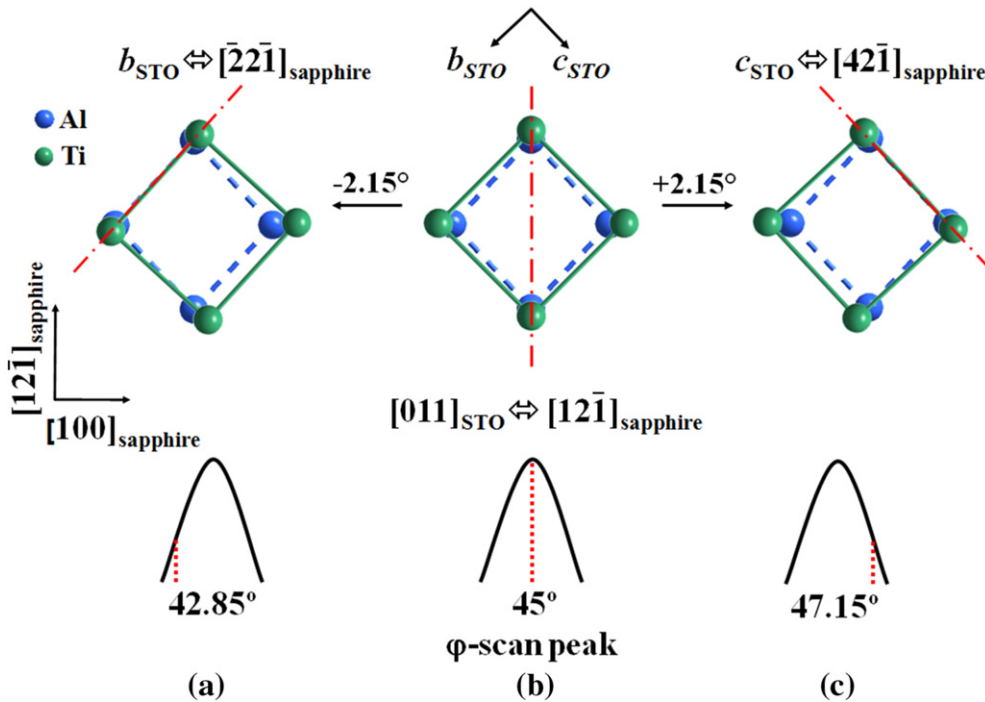 b_STO ⇔ [2̄21̄]_sapphire
b_STO c_STO
c_STO ⇔ [421̄]_sapphire
Al
Ti
-2.15°
+2.15°
[121̄]_sapphire
[100]_sapphire
[011]_STO ⇔ [121̄]_sapphire
42.85°
45°
47.15°
φ-scan peak
(a)
(b)
(c)